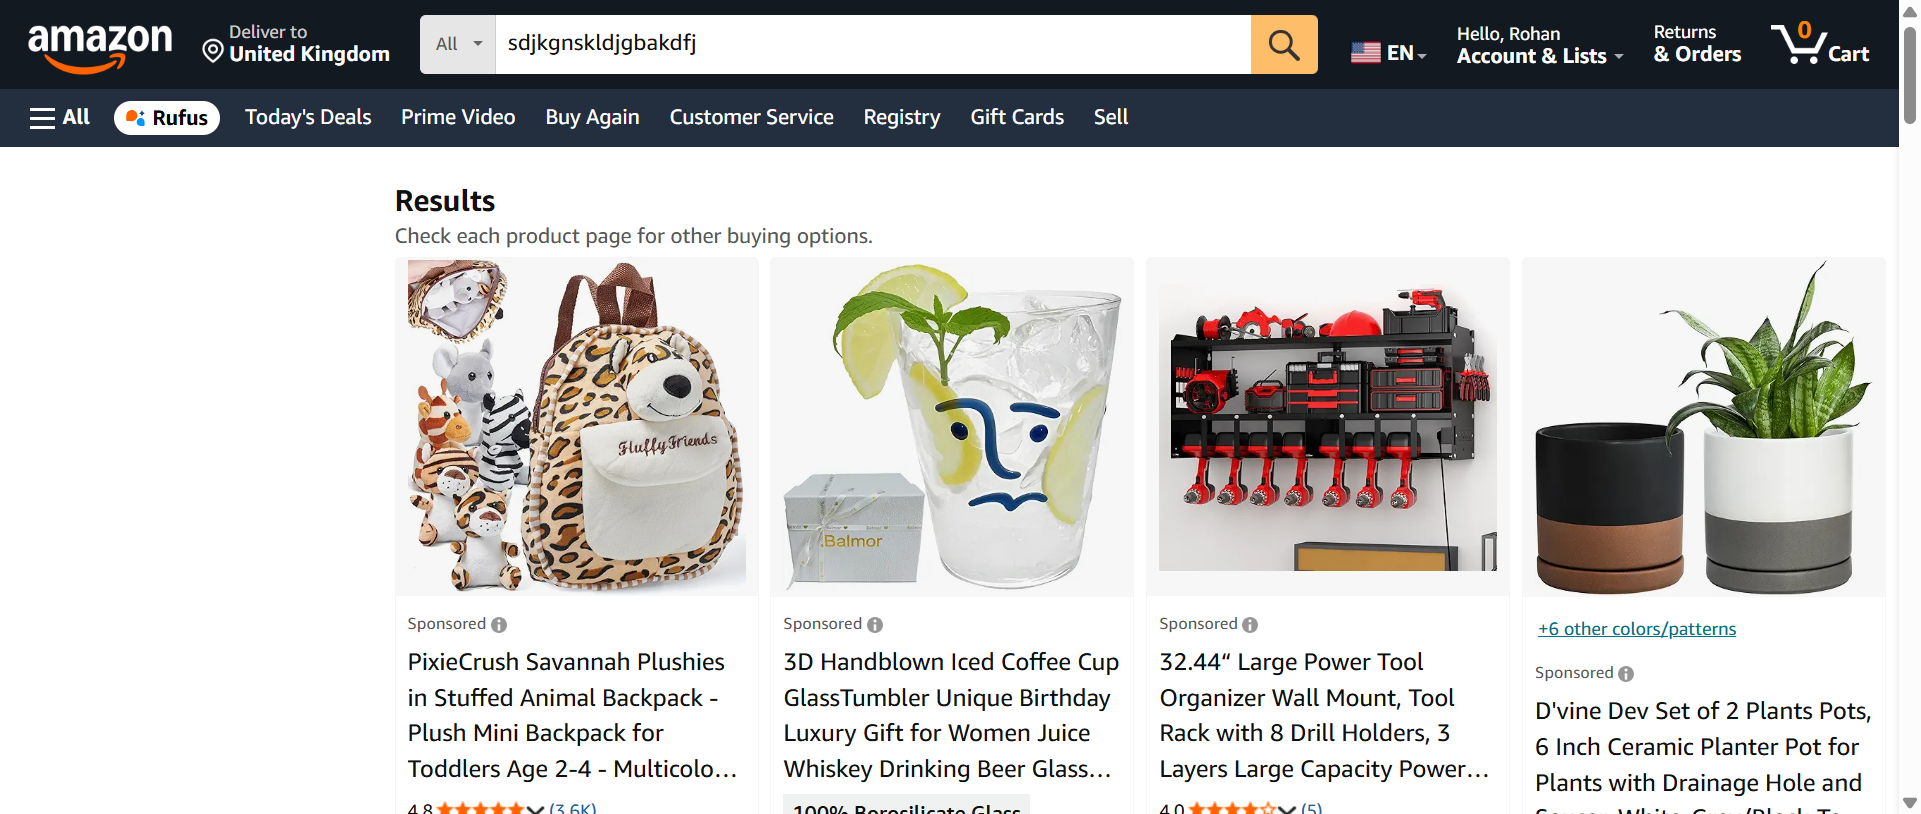 amazon
Deliver to
United Kingdom
All
sdjkgnskldjgbakdfj
EN
Hello, Rohan
Account & Lists
Returns
& Orders
0
Cart
All
Rufus
Today's Deals
Prime Video
Buy Again
Customer Service
Registry
Gift Cards
Sell
Results
Check each product page for other buying options.
FluffyFriends
Balmor
Sponsored
PixieCrush Savannah Plushies
in Stuffed Animal Backpack -
Plush Mini Backpack for
Toddlers Age 2-4 - Multicolo...
4.8
(3.6K)
Sponsored
3D Handblown Iced Coffee Cup
GlassTumbler Unique Birthday
Luxury Gift for Women Juice
Whiskey Drinking Beer Glass...
100% Borosilicate Glass
Sponsored
32.44“ Large Power Tool
Organizer Wall Mount, Tool
Rack with 8 Drill Holders, 3
Layers Large Capacity Power...
4.0
(5)
+6 other colors/patterns
Sponsored
D'vine Dev Set of 2 Plants Pots,
6 Inch Ceramic Planter Pot for
Plants with Drainage Hole and
Saucer, White-Grey/Black-Ta